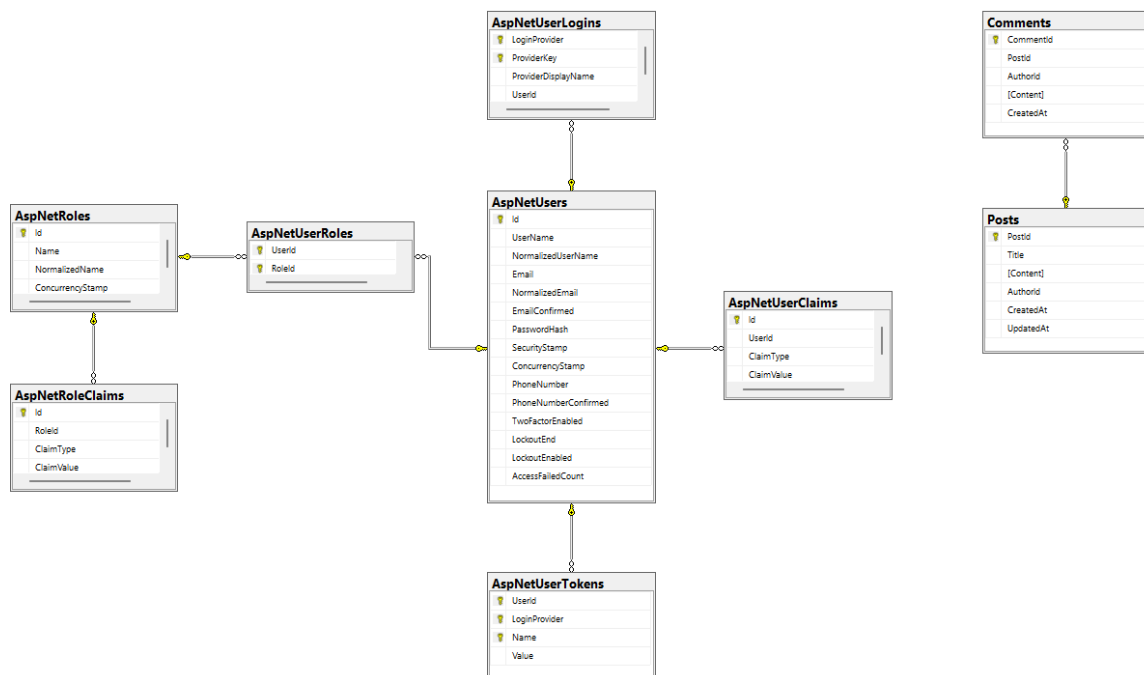 AspNetUserLogins
LoginProvider
ProviderKey
ProviderDisplayName
UserId
Comments
CommentId
PostId
AuthorId
[Content]
CreatedAt
AspNetUsers
Id
UserName
NormalizedUserName
Email
NormalizedEmail
EmailConfirmed
PasswordHash
SecurityStamp
ConcurrencyStamp
PhoneNumber
PhoneNumberConfirmed
TwoFactorEnabled
LockoutEnd
LockoutEnabled
AccessFailedCount
AspNetRoles
Id
Name
NormalizedName
ConcurrencyStamp
AspNetUserRoles
UserId
RoleId
Posts
PostId
Title
[Content]
AuthorId
CreatedAt
UpdatedAt
AspNetUserClaims
Id
UserId
ClaimType
ClaimValue
AspNetRoleClaims
Id
RoleId
ClaimType
ClaimValue
AspNetUserTokens
UserId
LoginProvider
Name
Value